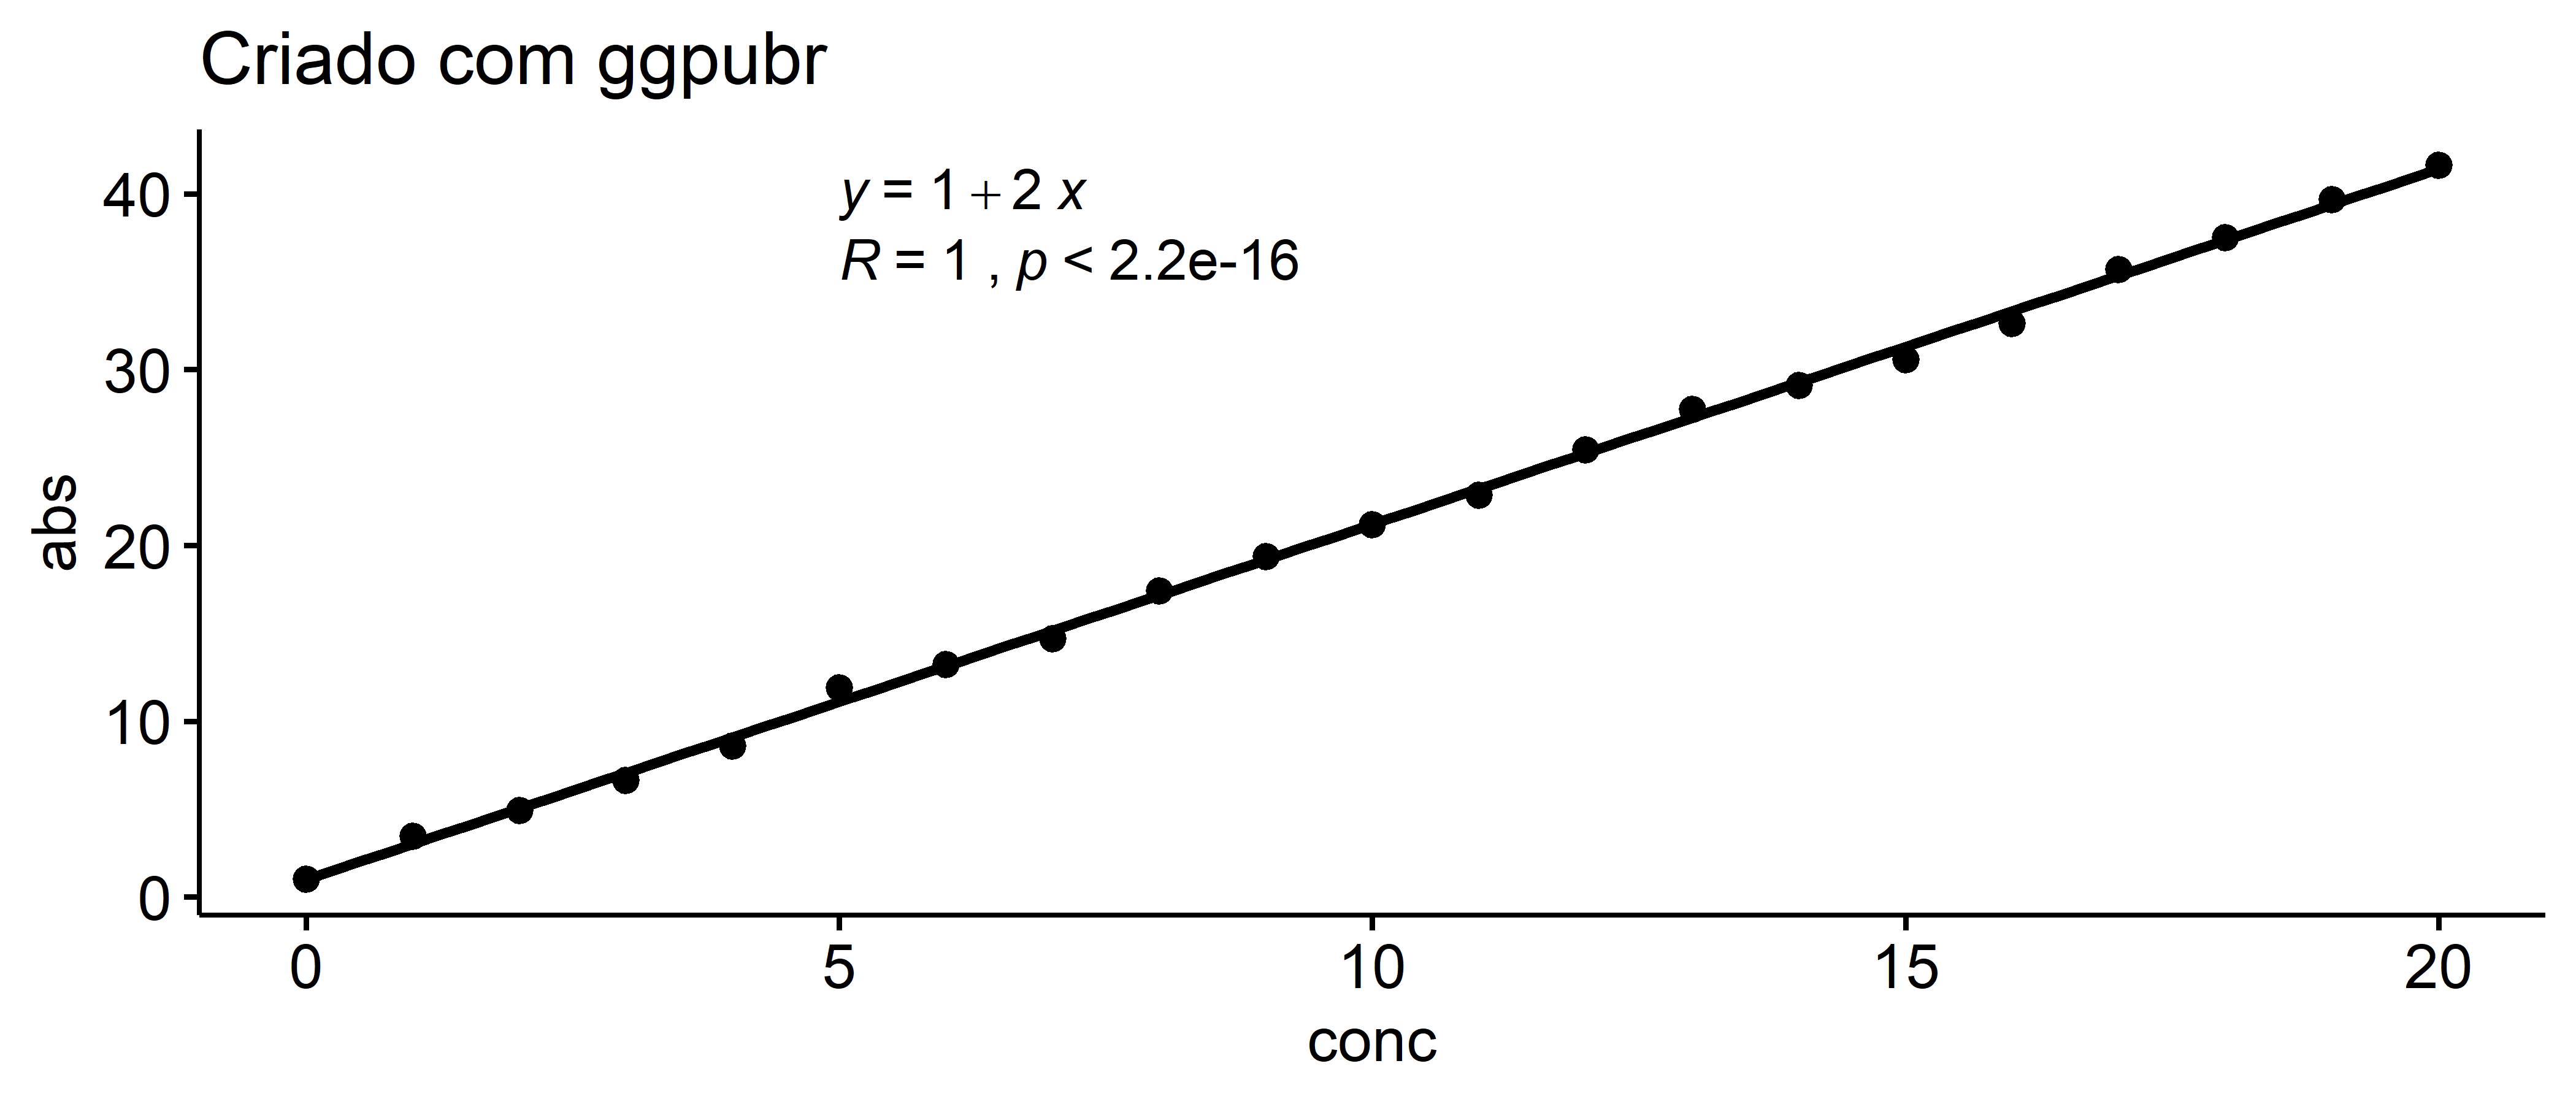 Criado com ggpubr
y = 1 + 2 x
R = 1 , p < 2.2e-16
40
30
20
10
0
abs
0 5 10 15 20
conc